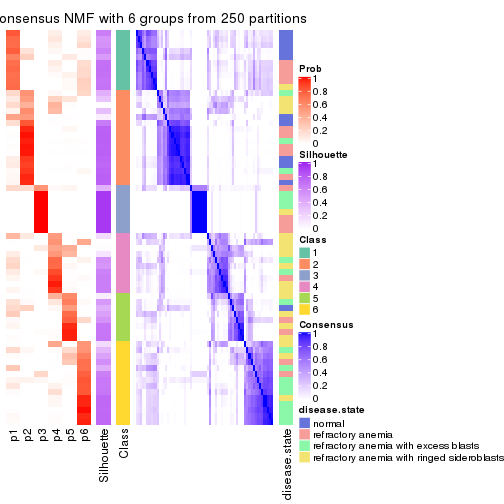 onsensus NMF with 6 groups from 250 partitions
Prob
1
0.8
0.6
0.4
0.2
0
Silhouette
1
0.8
0.6
0.4
0.2
0
Class
1
2
3
4
5
6
Consensus
1
0.8
0.6
0.4
0.2
0
disease.state
normal
refractory anemia
refractory anemia with excess blasts
refractory anemia with ringed sideroblasts
p1
p2
p3
p4
p5
p6
Silhouette
Class
disease.state